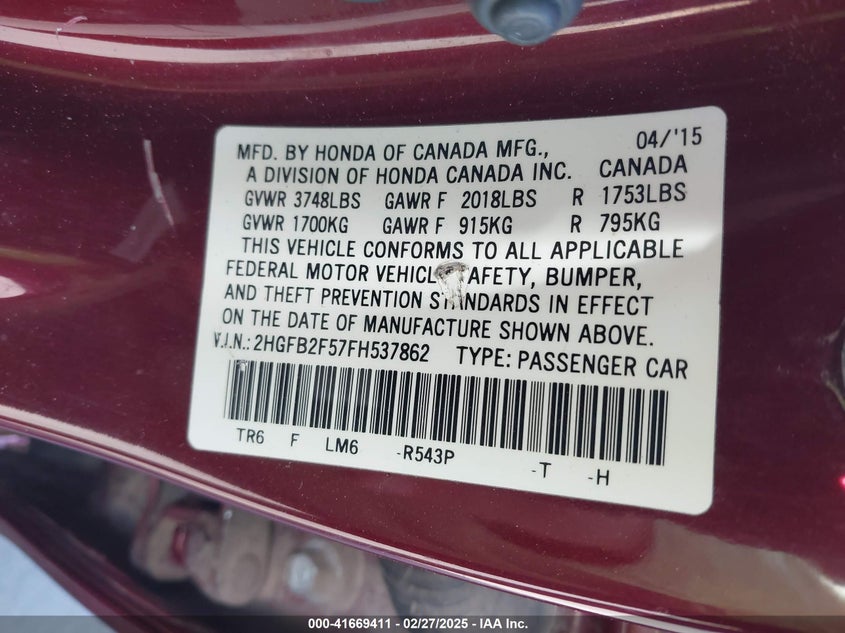 04/'15
MFD. BY HONDA OF CANADA MFG.,
A DIVISION OF HONDA CANADA INC. CANADA
GVWR 3748LBS GAWR F 2018LBS R 1753LBS
GVWR 1700KG GAWR F 915KG R 795KG
THIS VEHICLE CONFORMS TO ALL APPLICABLE
FEDERAL MOTOR VEHICLE SAFETY, BUMPER,
AND THEFT PREVENTION STANDARDS IN EFFECT
ON THE DATE OF MANUFACTURE SHOWN ABOVE.
V.I.N.: 2HGFB2F57FH537862 TYPE: PASSENGER CAR
TR6 F LM6 -R543P -T -H
000-41669411 / 02/27/2025 / IAA Inc.